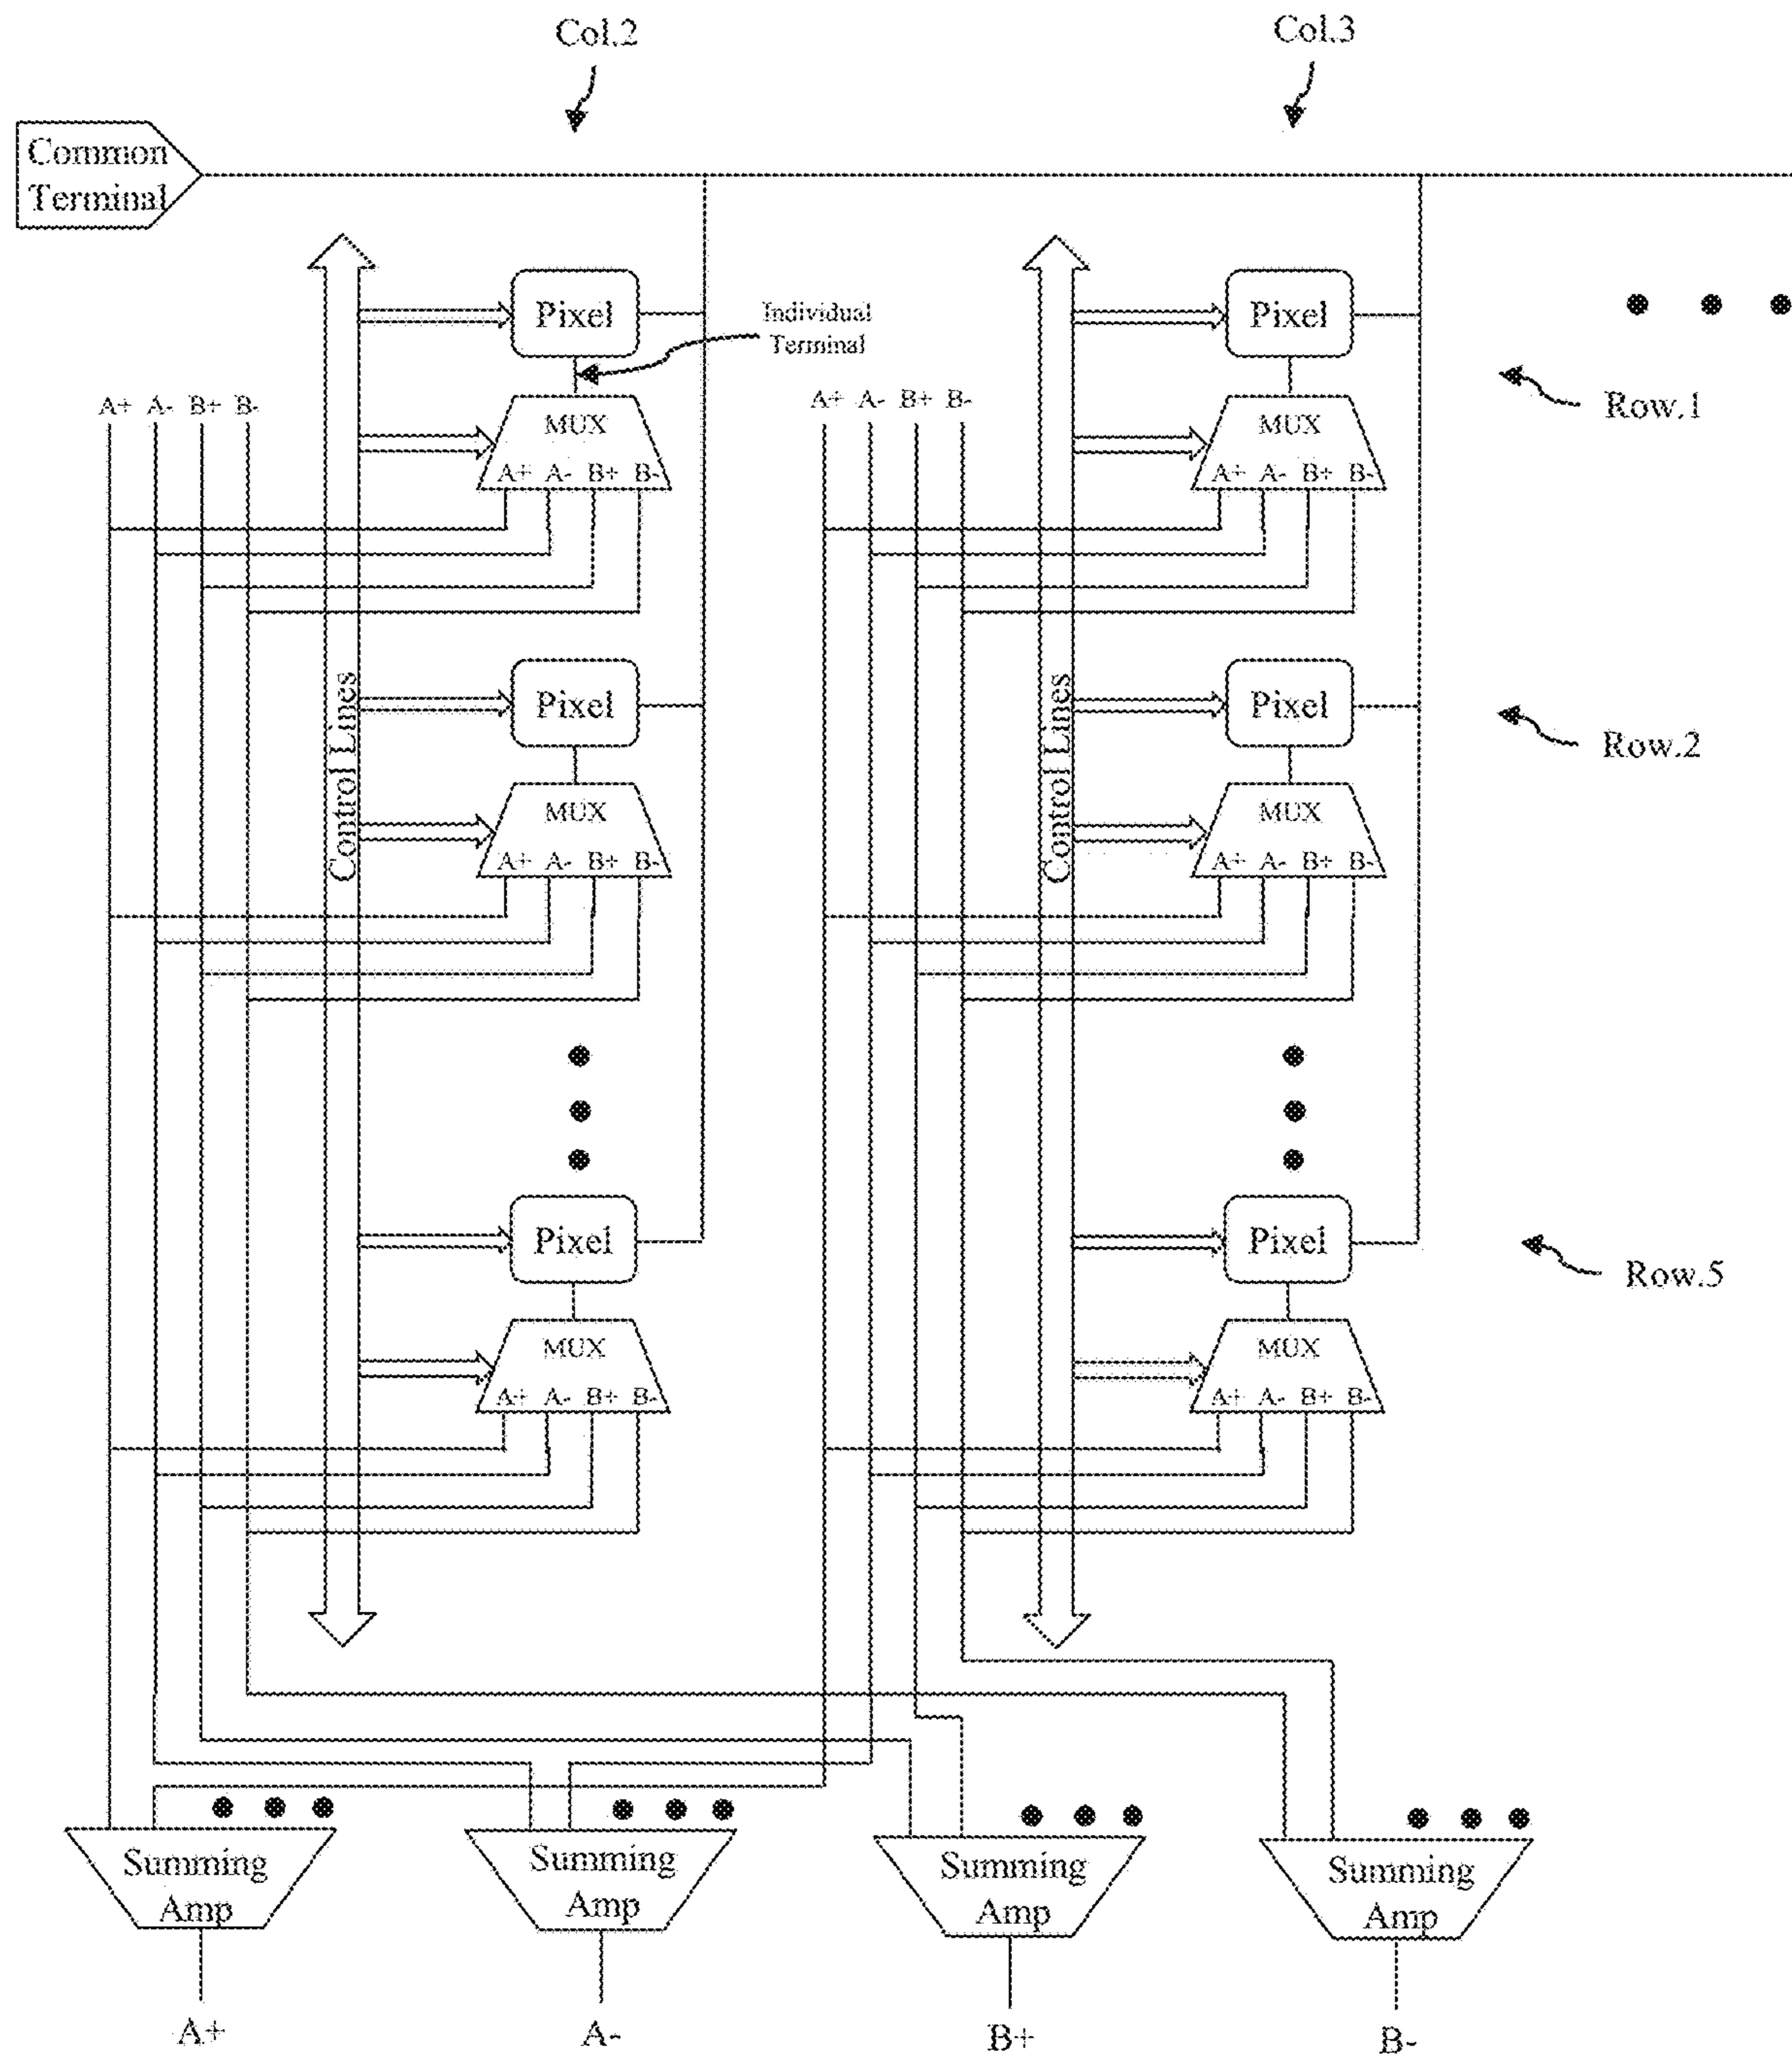 Col.2
Col.3
Common
Terminal
Pixel
Individual
Terminal
Pixel
Row.1
A+ A- B+ B-
MUX
A+ A- B+ B-
A+ A- B+ B-
MUX
A+ A- B+ B-
Control Lines
Pixel
Control Lines
Pixel
Row.2
MUX
A+ A- B+ B-
MUX
A+ A- B+ B-
Pixel
Pixel
Row.5
MUX
A+ A- B+ B-
MUX
A+ A- B+ B-
Summing
Amp
Summing
Amp
Summing
Amp
Summing
Amp
A+
A-
B+
B-